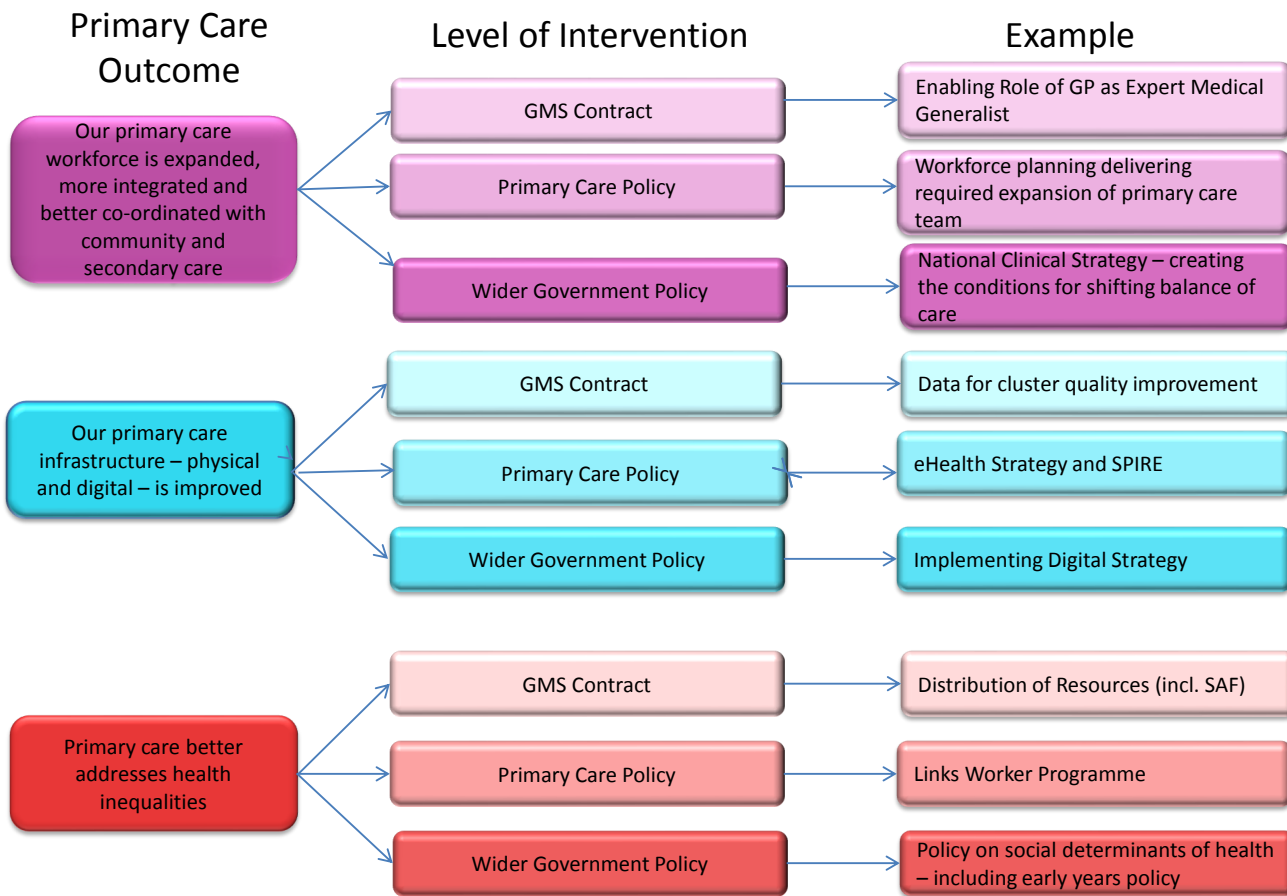 Primary Care
Outcome
Level of Intervention
Example
Our primary care
workforce is expanded,
more integrated and
better co-ordinated with
community and
secondary care
GMS Contract
Enabling Role of GP as Expert Medical
Generalist
Primary Care Policy
Workforce planning delivering
required expansion of primary care
team
Wider Government Policy
National Clinical Strategy – creating
the conditions for shifting balance of
care
Our primary care
infrastructure – physical
and digital – is improved
GMS Contract
Data for cluster quality improvement
Primary Care Policy
eHealth Strategy and SPIRE
Wider Government Policy
Implementing Digital Strategy
Primary care better
addresses health
inequalities
GMS Contract
Distribution of Resources (incl. SAF)
Primary Care Policy
Links Worker Programme
Wider Government Policy
Policy on social determinants of health
– including early years policy